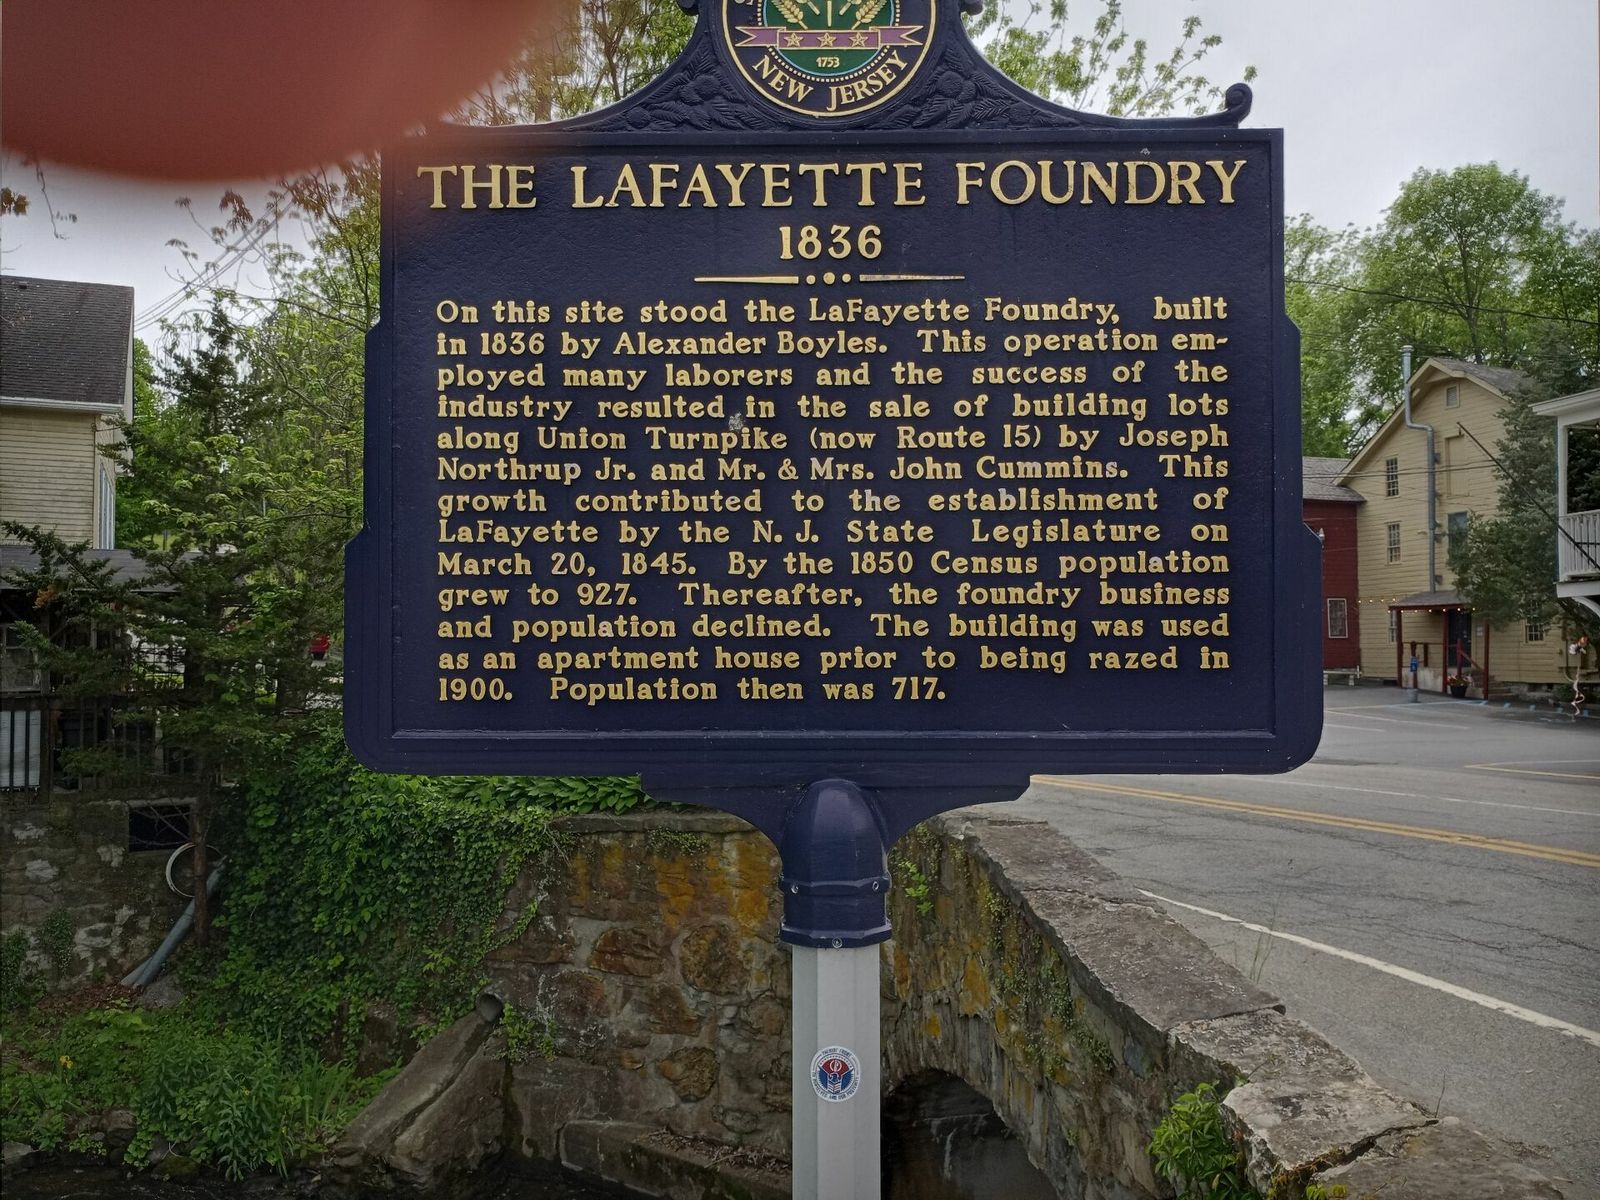 1753
NEW JERSEY
THE LAFAYETTE FOUNDRY
1836
On this site stood the LaFayette Foundry, built
in 1836 by Alexander Boyles. This operation em-
ployed many laborers and the success of the
industry resulted in the sale of building lots
along Union Turnpike (now Route 15) by Joseph
Northrup Jr. and Mr. & Mrs. John Cummins. This
growth contributed to the establishment of
LaFayette by the N. J. State Legislature on
March 20, 1845. By the 1850 Census population
grew to 927. Thereafter, the foundry business
and population declined. The building was used
as an apartment house prior to being razed in
1900. Population then was 717.
PATRIOT FRONT